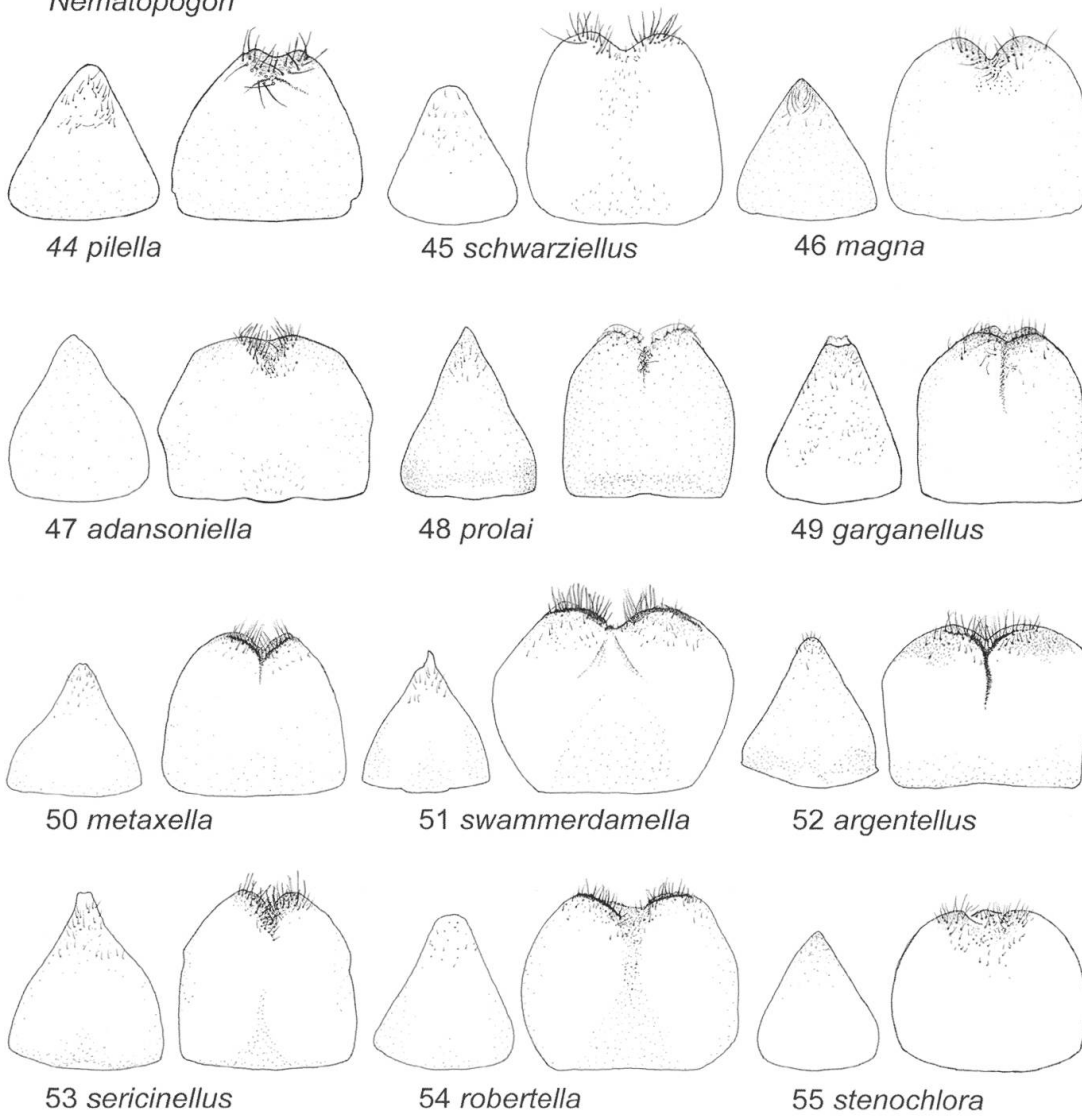 Nematopogon
44 pilella 45 schwarziellus 46 magna
47 adansoniella 48 prolai 49 garganellus
50 metaxella 51 swammerdamella 52 argentellus
53 sericinellus 54 robertella 55 stenochlora